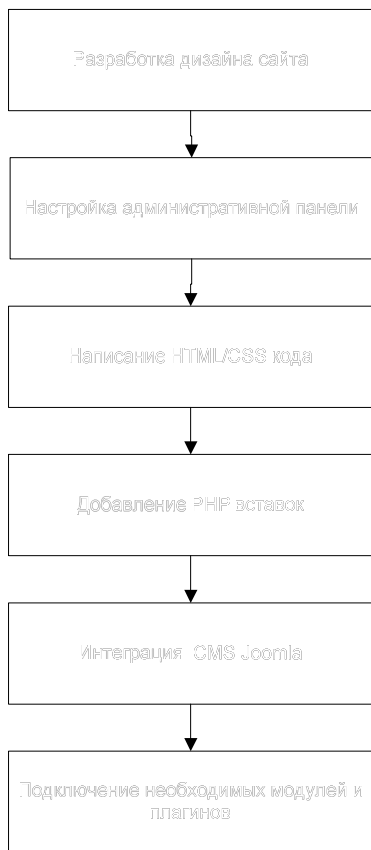 Разработка дизайна сайта
Настройка административной панели
Написание HTML/CSS кода
Добавление PHP вставок
Интеграция CMS Joomla
Подключение необходимых модулей и
плагинов